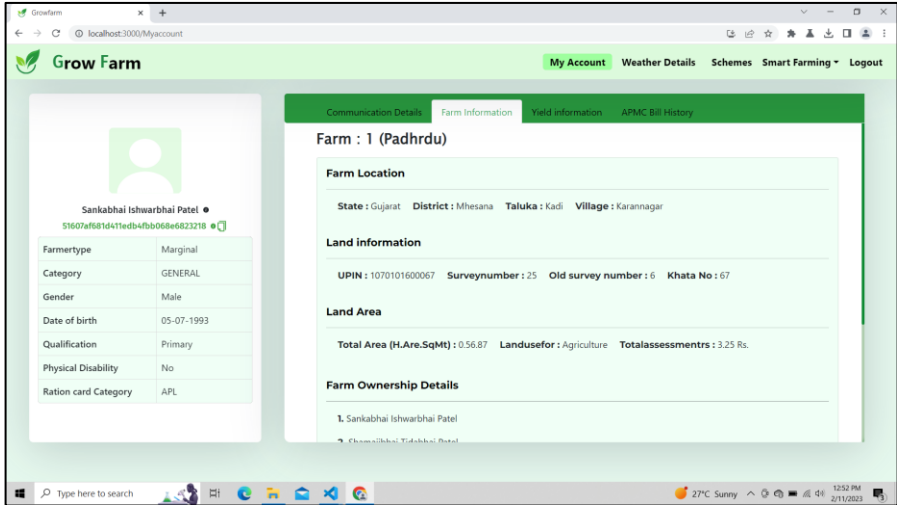 Growfarm
localhost:3000/Myaccount
Grow Farm
My Account Weather Details Schemes Smart Farming Logout
Sankabhai Ishwarbhai Patel
51607af681d411edb4fbb068e6823218
Farmertype Marginal
Category GENERAL
Gender Male
Date of birth 05-07-1993
Qualification Primary
Physical Disability No
Ration card Category APL
Communication Details Farm Information Yield information APMC Bill History
Farm : 1 (Padhrdu)
Farm Location
State : Gujarat District : Mhesana Taluka : Kadi Village : Karannagar
Land information
UPIN : 1070101600067 Surveynumber : 25 Old survey number : 6 Khata No : 67
Land Area
Total Area (H.Are.SqMt) : 0.56.87 Landusefor : Agriculture Totalassessmentrs : 3.25 Rs.
Farm Ownership Details
1. Sankabhai Ishwarbhai Patel
Type here to search
27°C Sunny
12:52 PM
2/11/2023